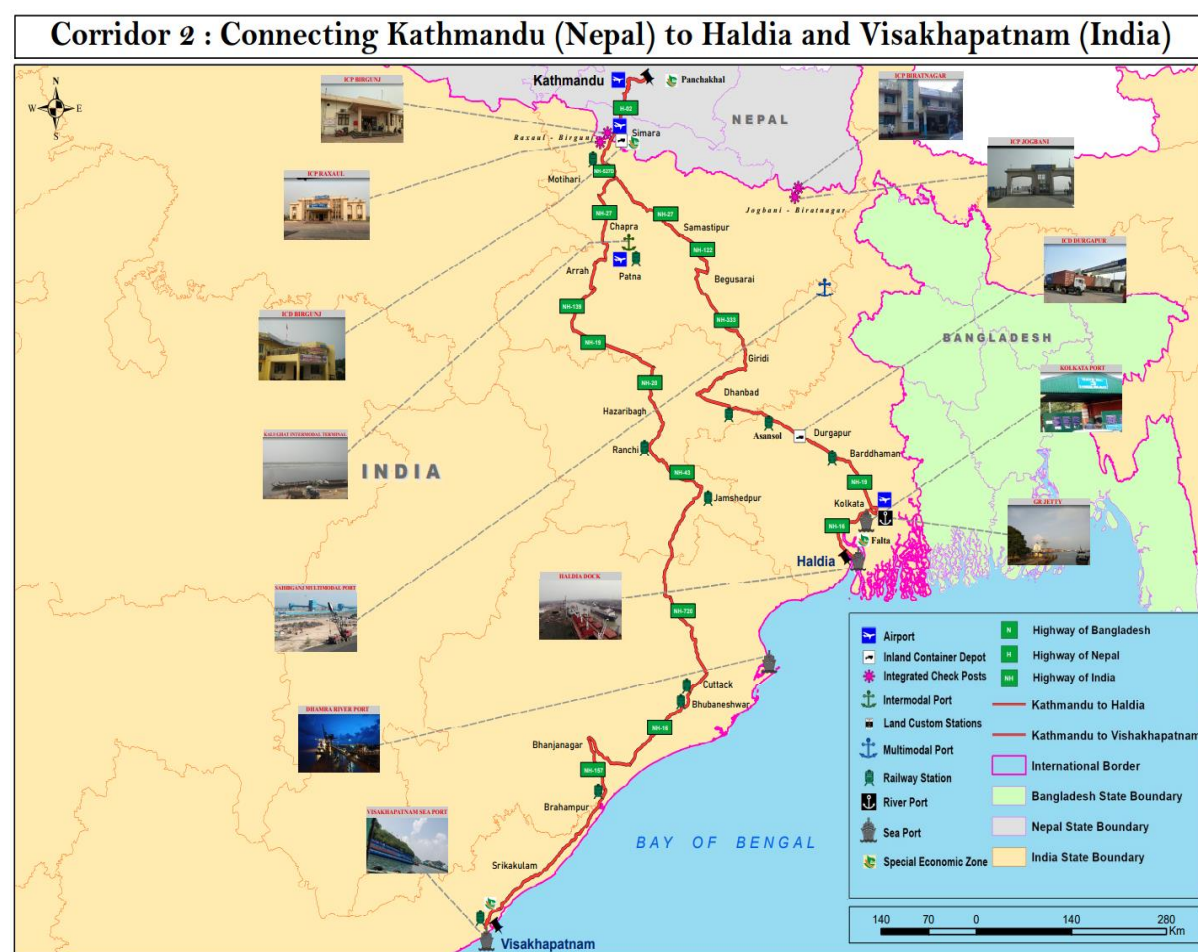 Corridor 2 : Connecting Kathmandu (Nepal) to Haldia and Visakhapatnam (India)
N
W
E
S
ICP BIRGUNJ
Kathmandu
Panchakhal
ICP BIRATNAGAR
H-02
NEPAL
Raxaul - Birgunj
Simara
ICP RAXAUL
Motihari
ICP JOGBANI
NH-27
NH-27
Jogbani - Biratnagar
Chapra
Samastipur
ICD DURGAPUR
NH-122
Arrah
Patna
Begusarai
ICD BIRGUNJ
NH-333
BANGLADESH
NH-19
Giridi
KOLKATA PORT
NH-20
Dhanbad
Hazaribagh
KALUGHAT INTERMODAL TERMINAL
Asansol
Durgapur
Ranchi
Barddhaman
INDIA
NH-43
NH-19
Jamshedpur
Kolkata
GR JETTY
NH-16
Falta
Haldia
HALDIA DOCK
SAHIBGANJ MULTIMODAL PORT
NH-720
Cuttack
DHAMBA RIVER PORT
Bhubaneshwar
NH-16
Bhanjanagar
NH-157
Brahampur
VISAKHAPATNAM SEA PORT
BAY OF BENGAL
Srikakulam
Visakhapatnam
Airport
Inland Container Depot
Integrated Check Posts
Intermodal Port
Land Custom Stations
Multimodal Port
Railway Station
River Port
Sea Port
Special Economic Zone
N Highway of Bangladesh
H Highway of Nepal
NH Highway of India
Kathmandu to Haldia
Kathmandu to Vishakhapatnam
International Border
Bangladesh State Boundary
Nepal State Boundary
India State Boundary
140 70 0 140 280
Km